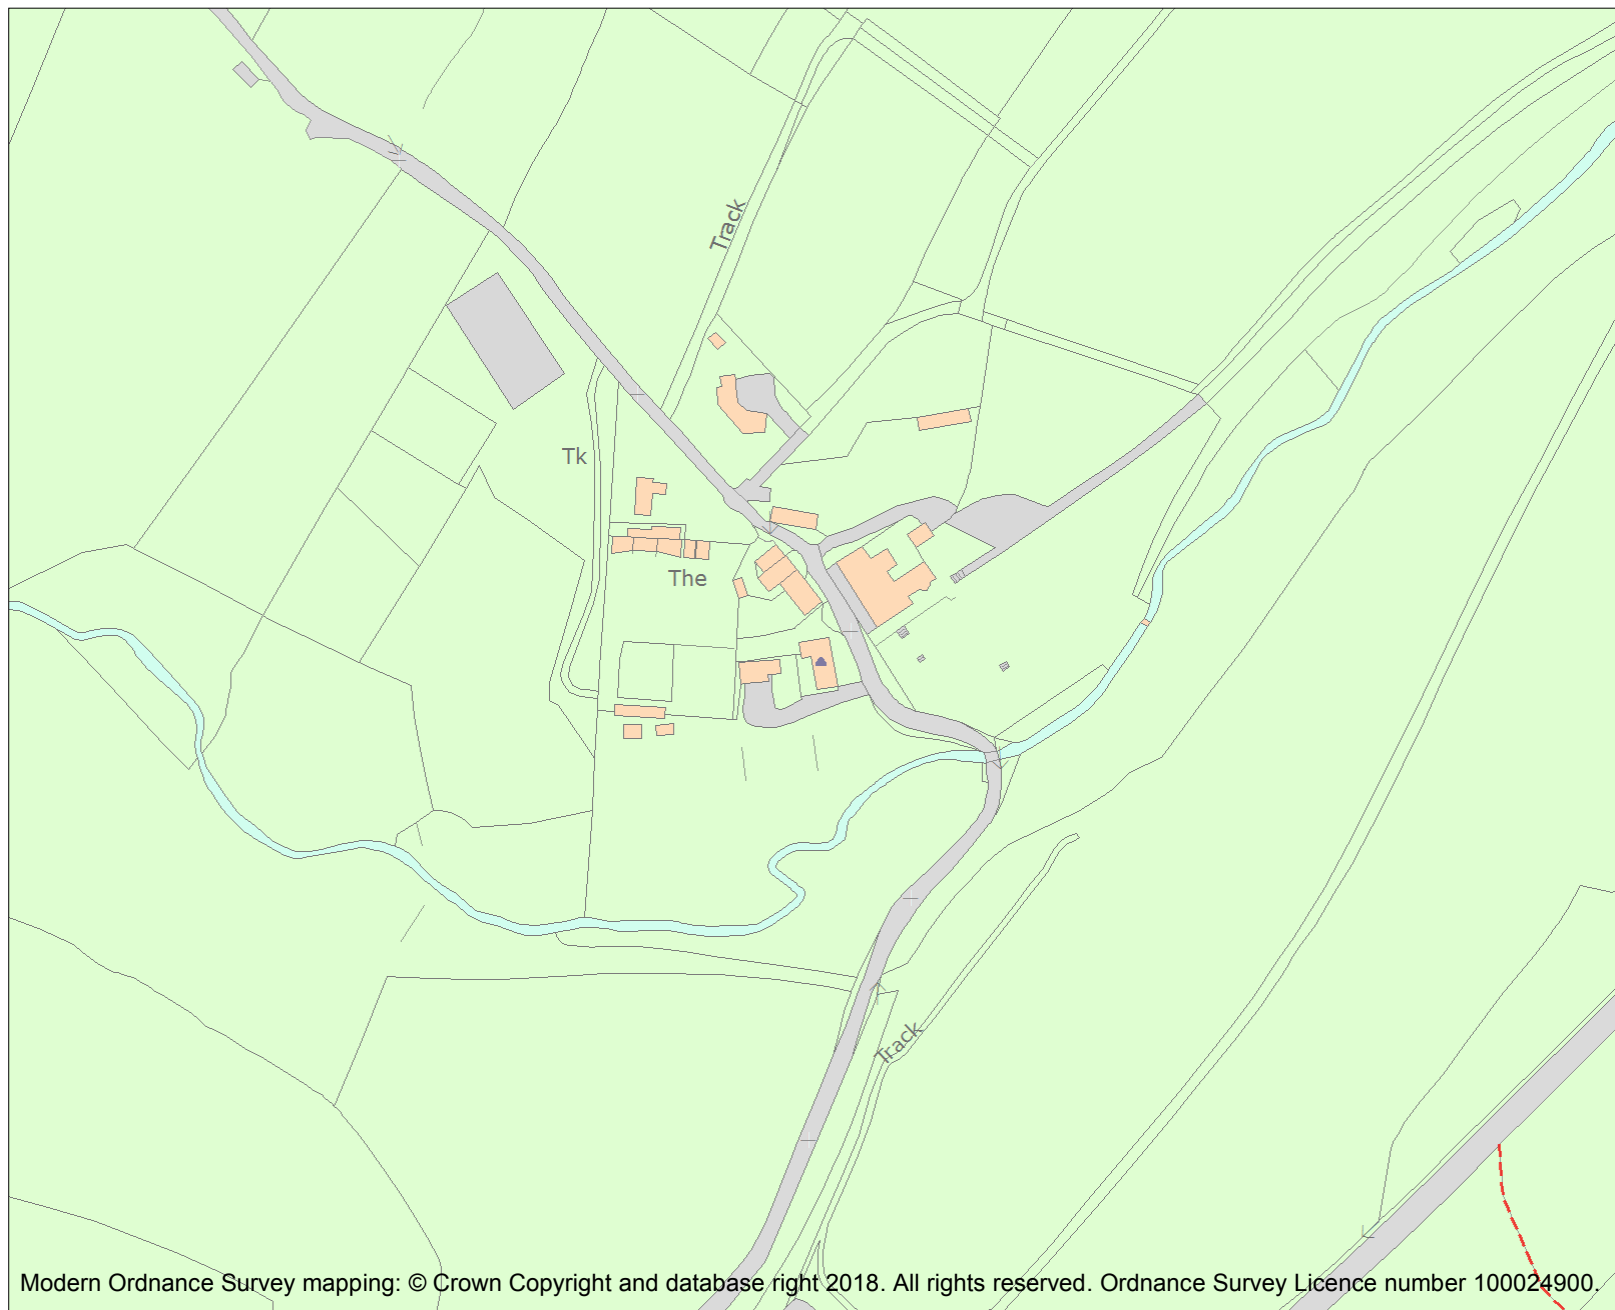 Track
Tk
The
Track
Modern Ordnance Survey mapping: © Crown Copyright and database right 2018. All rights reserved. Ordnance Survey Licence number 100024900.